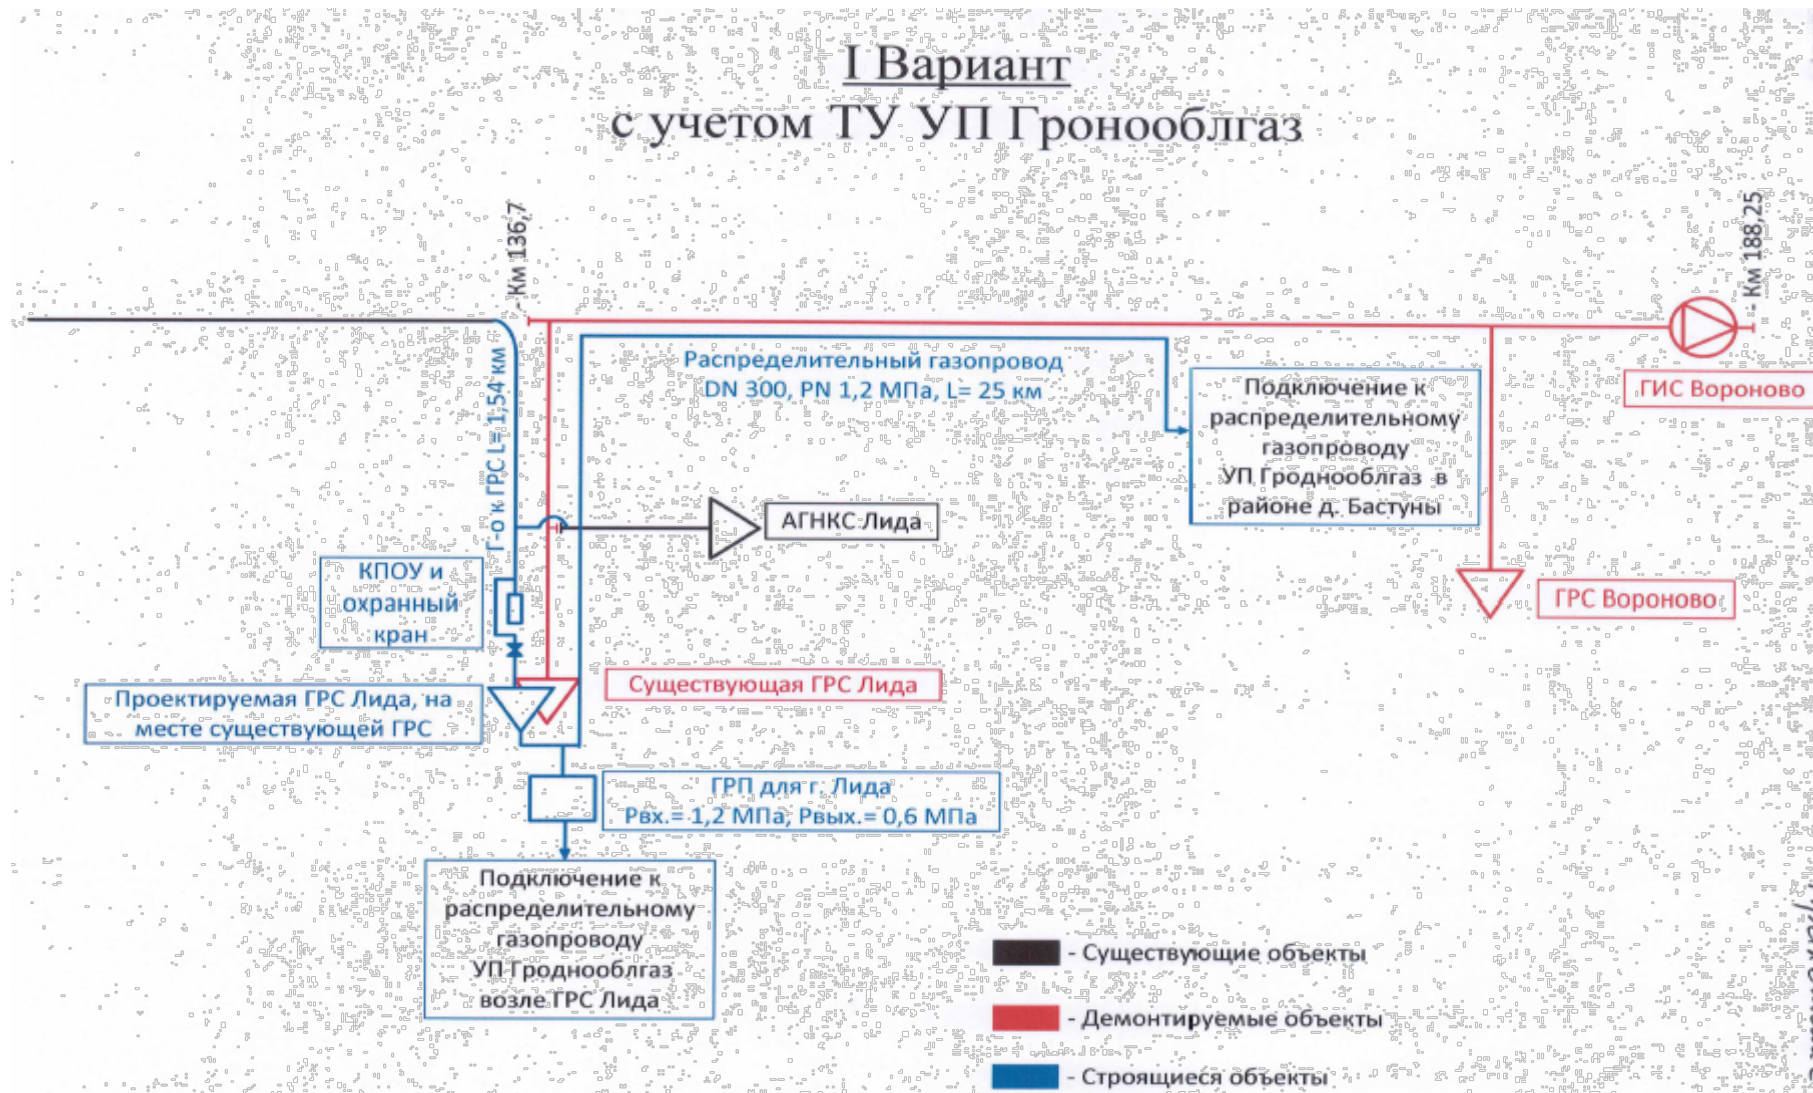 I Вариант
с учетом ТУ УП Гронооблгаз
- Км 1136,7
- Км 188,25
Г-о к ГРС L= 1,54 км
Распределительный газопровод
DN 300, PN 1,2 МПа, L= 25 км
Подключение к
распределительному
газопроводу
УП Гроднооблгаз в
районе д. Бастуны
ГИС Вороново
АГНКС Лида
КПОУ и
охранный
кран
ГРС Вороново
Существующая ГРС Лида
Проектируемая ГРС Лида, на
месте существующей ГРС
ГРП для г. Лида
Рвх.= 1,2 МПа, Рвых.= 0,6 МПа
Подключение к
распределительному
газопроводу
УП Гроднооблгаз
возле ГРС Лида
- Существующие объекты
- Демонтируемые объекты
- Строящиеся объекты